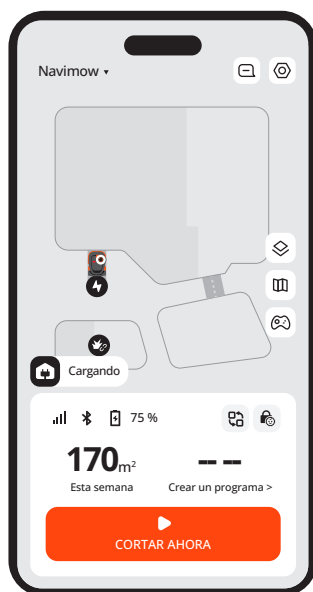 Navimow
Cargando
75 %
170m²
-- --
Esta semana
Crear un programa >
CORTAR AHORA